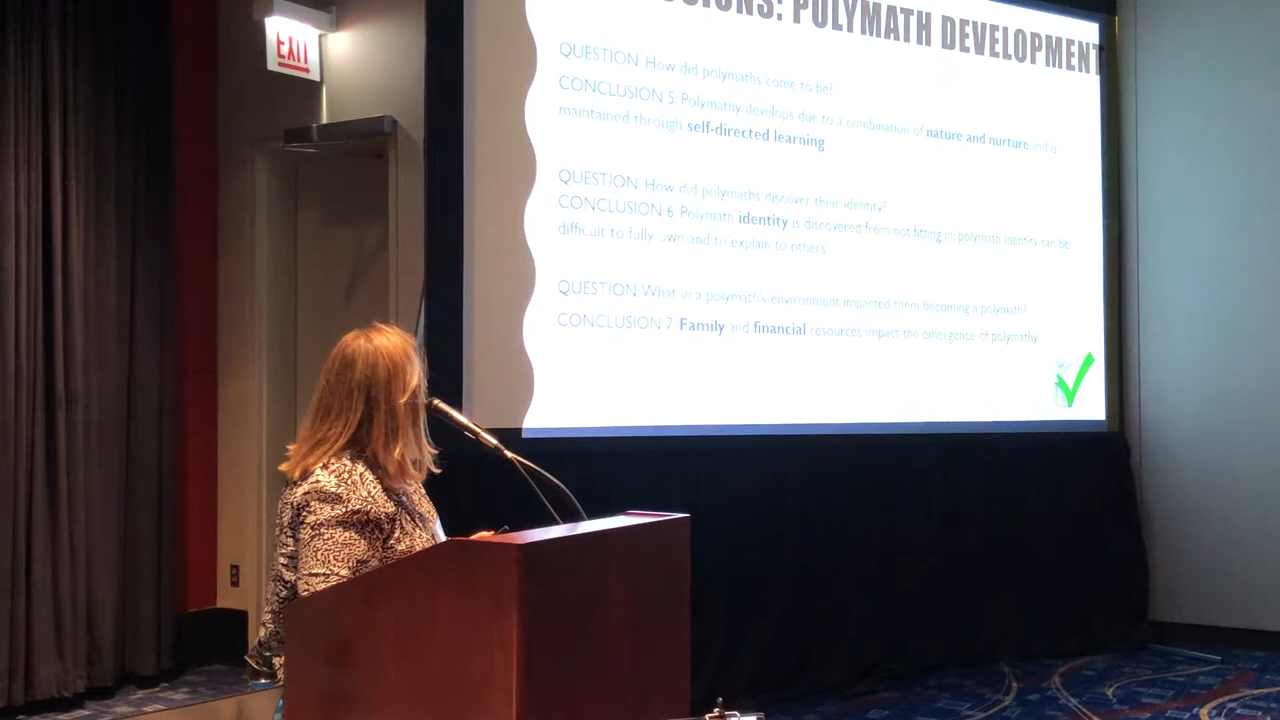 EXIT
SIONS: POLYMATH DEVELOPMENT
QUESTION: How did polymaths come to be?
CONCLUSION 5: Polymathy develops due to a combination of nature and nurture and is
maintained through self-directed learning
QUESTION: How did polymaths discover their identity?
CONCLUSION 6: Polymath identity is discovered from not fitting in; polymath identity can be
difficult to fully own and to explain to others
QUESTION: What in a polymath's environment impacted them becoming a polymath?
CONCLUSION 7: Family and financial resources impact the emergence of polymathy